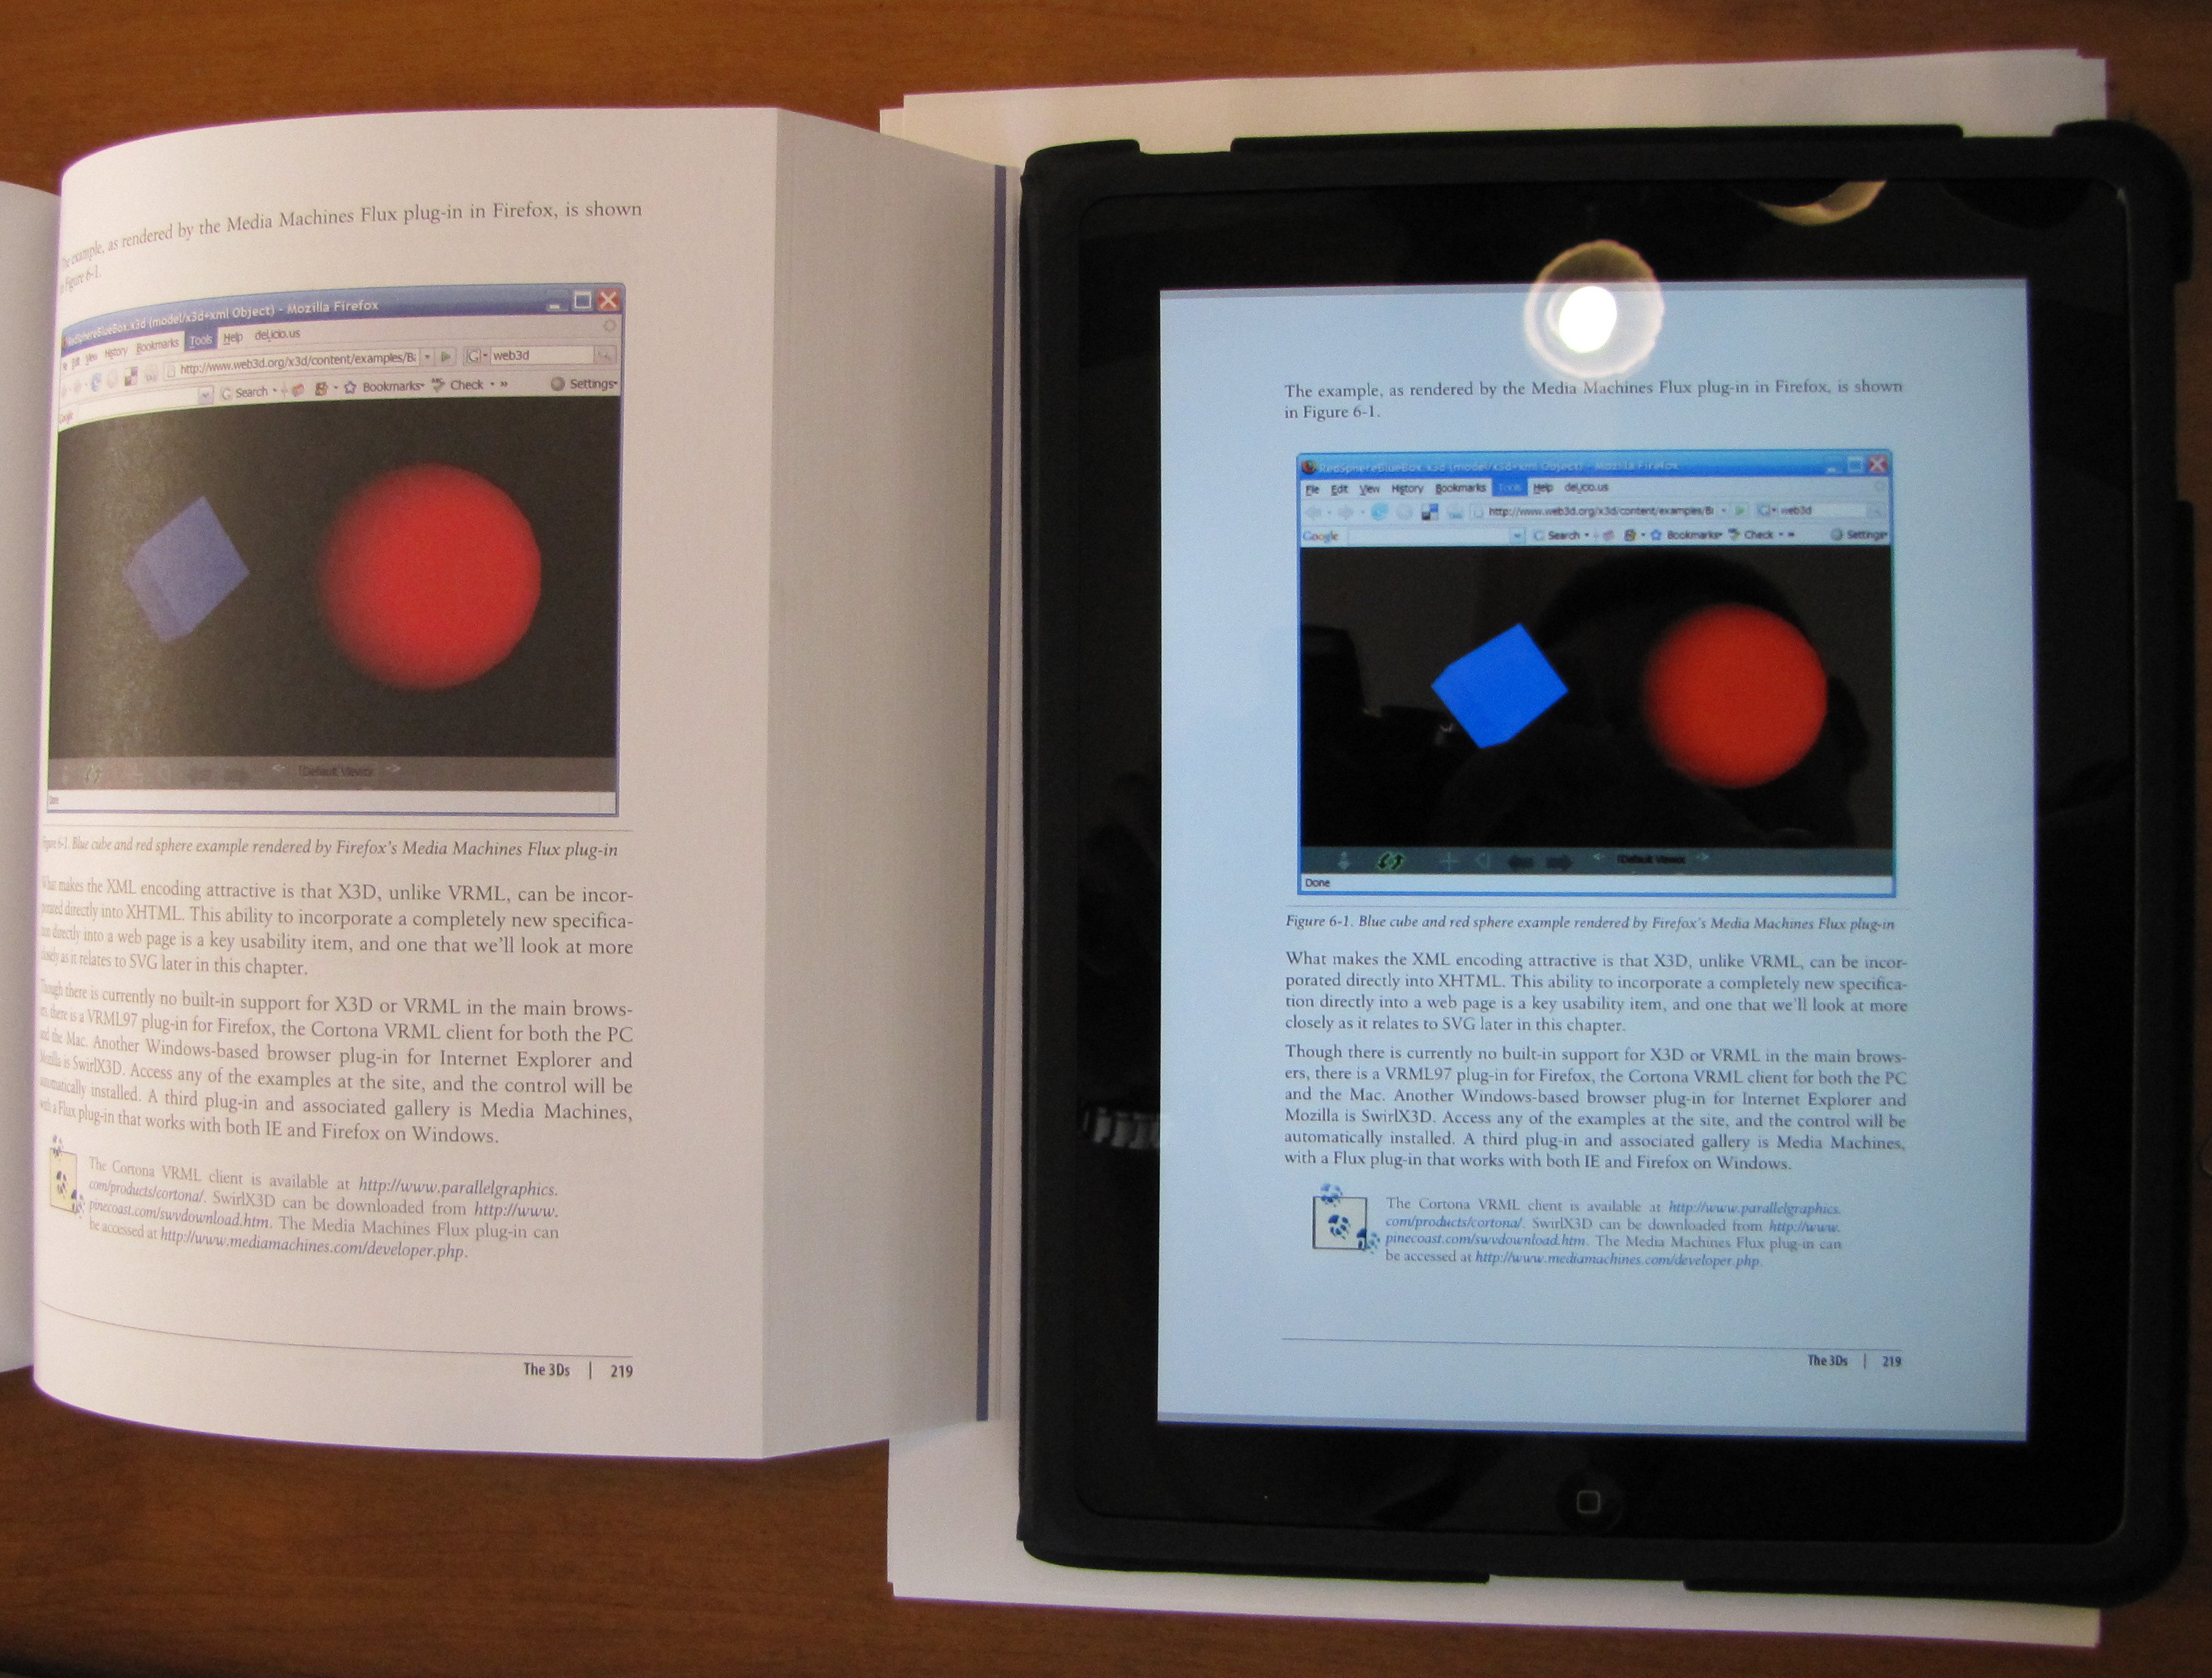 The example, as rendered by the Media Machines Flux plug-in in Firefox, is shown
in Figure 6-1.
RedSphereBlueBox.x3d (model/x3d+xml Object) - Mozilla Firefox
View History Bookmarks Tools Help del.icio.us
http://www.web3d.org/x3d/content/examples/Ba G web3d
Google Search Bookmarks Check » Settings
<- [Default Viewx] ->
Done
Figure 6-1. Blue cube and red sphere example rendered by Firefox's Media Machines Flux plug-in
What makes the XML encoding attractive is that X3D, unlike VRML, can be incor-
porated directly into XHTML. This ability to incorporate a completely new specifica-
tion directly into a web page is a key usability item, and one that we'll look at more
closely as it relates to SVG later in this chapter.
Though there is currently no built-in support for X3D or VRML in the main brows-
ers, there is a VRML97 plug-in for Firefox, the Cortona VRML client for both the PC
and the Mac. Another Windows-based browser plug-in for Internet Explorer and
Mozilla is SwirlX3D. Access any of the examples at the site, and the control will be
automatically installed. A third plug-in and associated gallery is Media Machines,
with a Flux plug-in that works with both IE and Firefox on Windows.
The Cortona VRML client is available at http://www.parallelgraphics.
com/products/cortona/. SwirlX3D can be downloaded from http://www.
pinecoast.com/swvdownload.htm. The Media Machines Flux plug-in can
be accessed at http://www.mediamachines.com/developer.php.
The 3Ds | 219
The example, as rendered by the Media Machines Flux plug-in in Firefox, is shown
in Figure 6-1.
RedSphereBlueBox.x3d (model/x3d+xml Object) - Mozilla Firefox
File Edit View History Bookmarks Tools Help del.icio.us
http://www.web3d.org/x3d/content/examples/Ba G web3d
Google Search Bookmarks Check » Settings
<- [Default Viewx] ->
Done
Figure 6-1. Blue cube and red sphere example rendered by Firefox's Media Machines Flux plug-in
What makes the XML encoding attractive is that X3D, unlike VRML, can be incor-
porated directly into XHTML. This ability to incorporate a completely new specifica-
tion directly into a web page is a key usability item, and one that we'll look at more
closely as it relates to SVG later in this chapter.
Though there is currently no built-in support for X3D or VRML in the main brows-
ers, there is a VRML97 plug-in for Firefox, the Cortona VRML client for both the PC
and the Mac. Another Windows-based browser plug-in for Internet Explorer and
Mozilla is SwirlX3D. Access any of the examples at the site, and the control will be
automatically installed. A third plug-in and associated gallery is Media Machines,
with a Flux plug-in that works with both IE and Firefox on Windows.
The Cortona VRML client is available at http://www.parallelgraphics.
com/products/cortona/. SwirlX3D can be downloaded from http://www.
pinecoast.com/swvdownload.htm. The Media Machines Flux plug-in can
be accessed at http://www.mediamachines.com/developer.php.
The 3Ds | 219